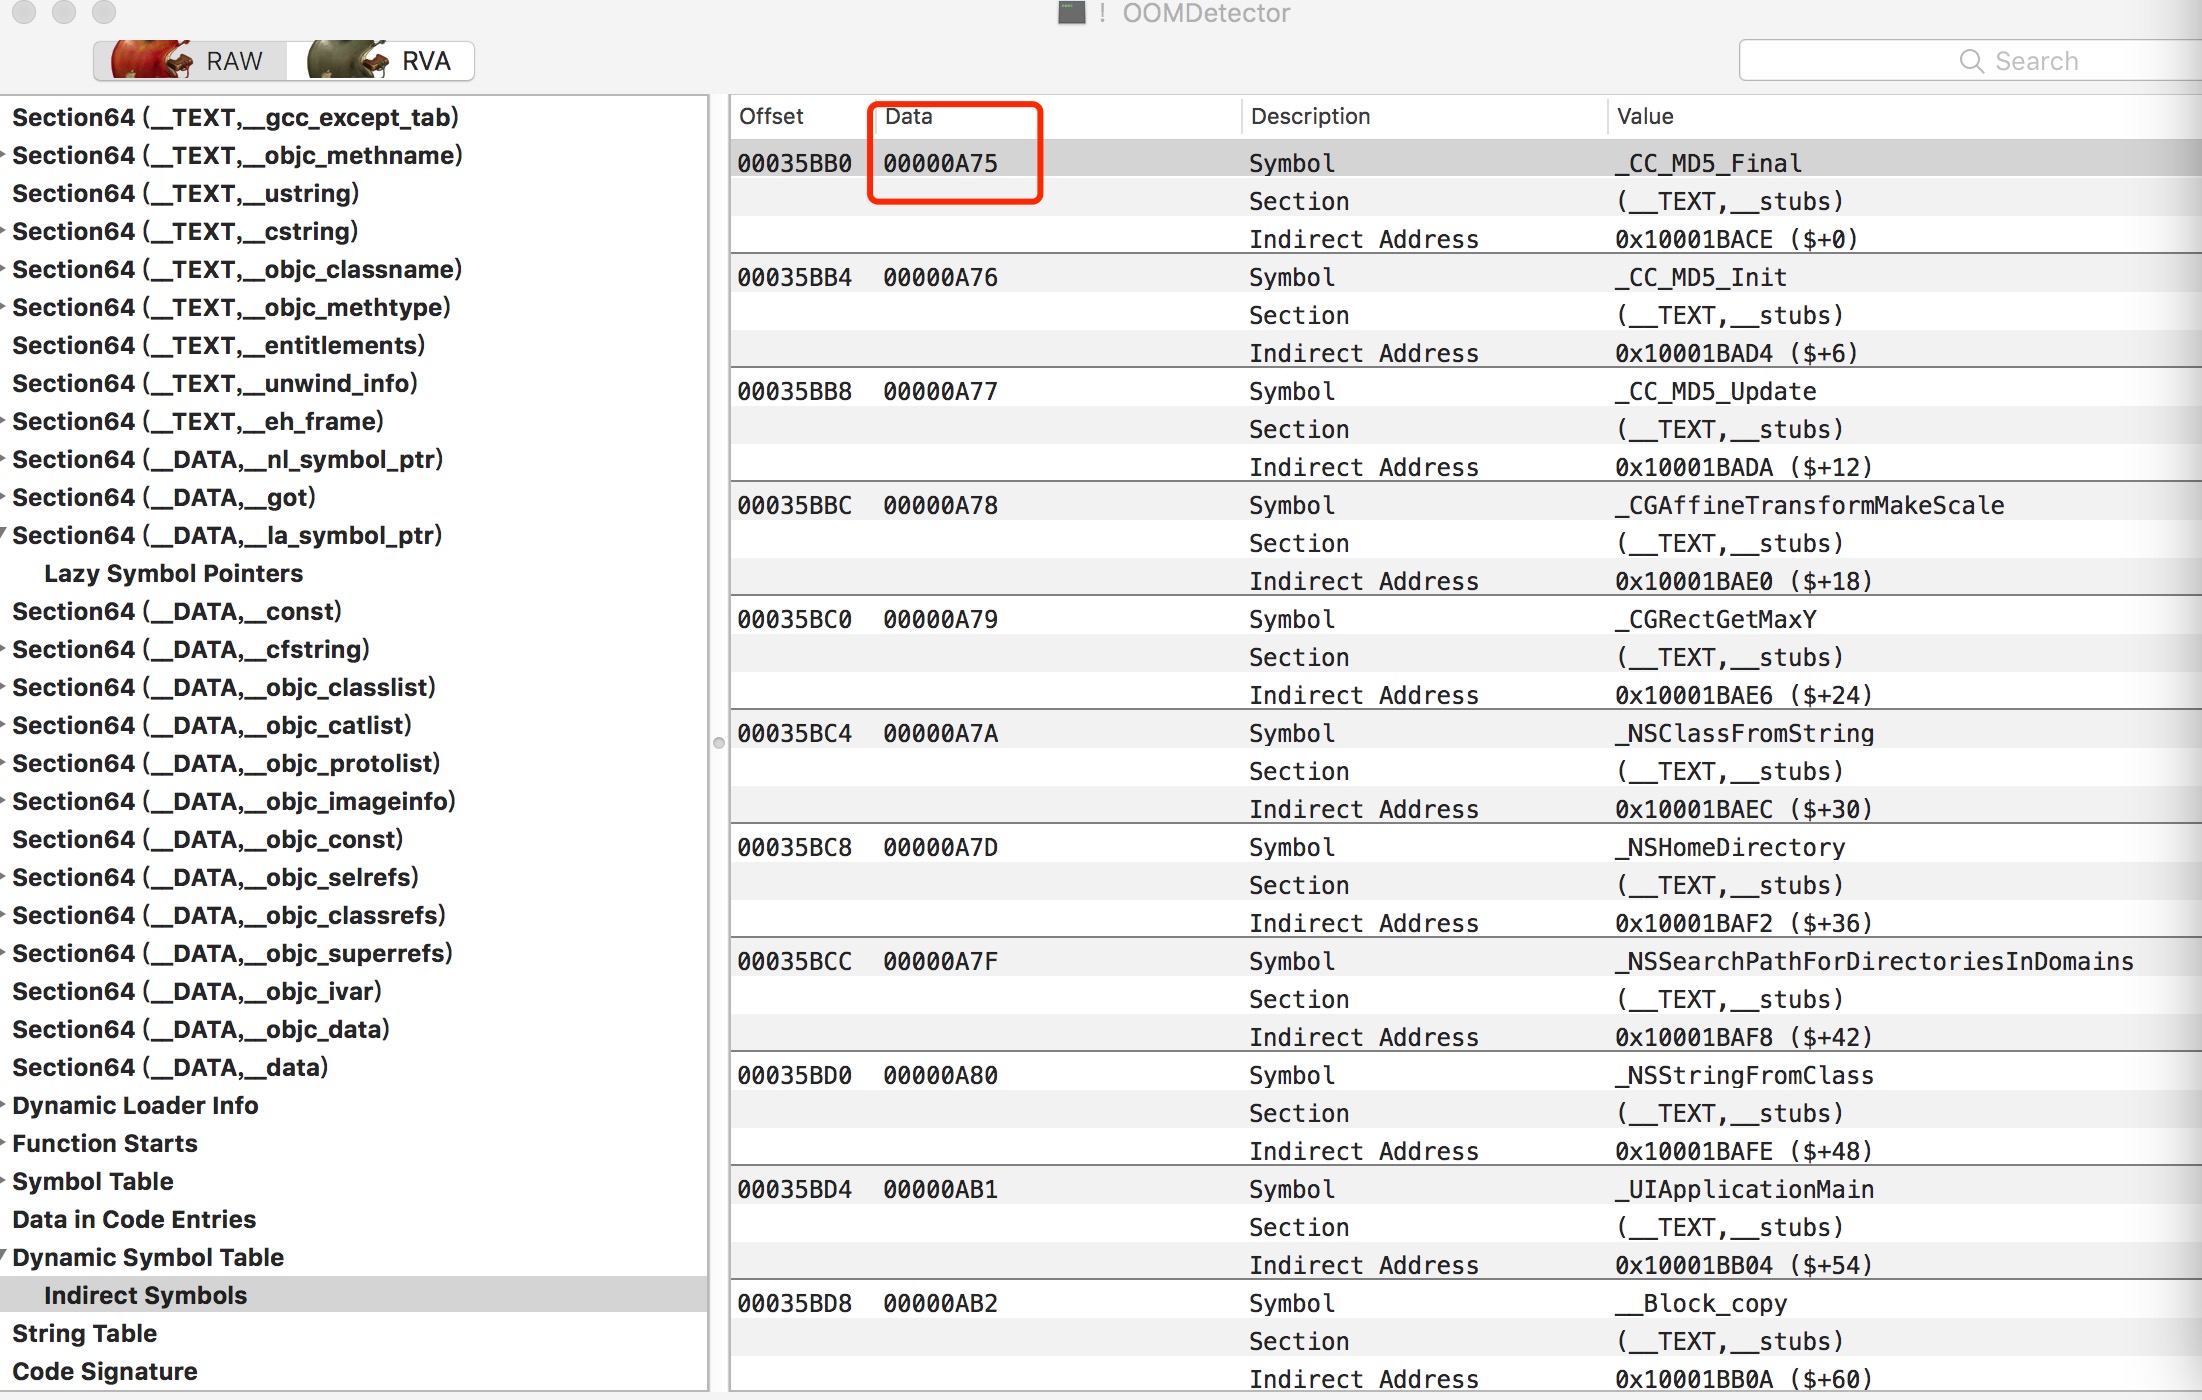 ! OOMDetector
RAW RVA
Search
Section64 (__TEXT,__gcc_except_tab)
Section64 (__TEXT,__objc_methname)
Section64 (__TEXT,__ustring)
Section64 (__TEXT,__cstring)
Section64 (__TEXT,__objc_classname)
Section64 (__TEXT,__objc_methtype)
Section64 (__TEXT,__entitlements)
Section64 (__TEXT,__unwind_info)
Section64 (__TEXT,__eh_frame)
Section64 (__DATA,__nl_symbol_ptr)
Section64 (__DATA,__got)
Section64 (__DATA,__la_symbol_ptr)
Lazy Symbol Pointers
Section64 (__DATA,__const)
Section64 (__DATA,__cfstring)
Section64 (__DATA,__objc_classlist)
Section64 (__DATA,__objc_catlist)
Section64 (__DATA,__objc_protolist)
Section64 (__DATA,__objc_imageinfo)
Section64 (__DATA,__objc_const)
Section64 (__DATA,__objc_selrefs)
Section64 (__DATA,__objc_classrefs)
Section64 (__DATA,__objc_superrefs)
Section64 (__DATA,__objc_ivar)
Section64 (__DATA,__objc_data)
Section64 (__DATA,__data)
Dynamic Loader Info
Function Starts
Symbol Table
Data in Code Entries
Dynamic Symbol Table
Indirect Symbols
String Table
Code Signature
Offset Data Description Value
00035BB0 00000A75 Symbol _CC_MD5_Final
Section (__TEXT,__stubs)
Indirect Address 0x10001BACE ($+0)
00035BB4 00000A76 Symbol _CC_MD5_Init
Section (__TEXT,__stubs)
Indirect Address 0x10001BAD4 ($+6)
00035BB8 00000A77 Symbol _CC_MD5_Update
Section (__TEXT,__stubs)
Indirect Address 0x10001BADA ($+12)
00035BBC 00000A78 Symbol _CGAffineTransformMakeScale
Section (__TEXT,__stubs)
Indirect Address 0x10001BAE0 ($+18)
00035BC0 00000A79 Symbol _CGRectGetMaxY
Section (__TEXT,__stubs)
Indirect Address 0x10001BAE6 ($+24)
00035BC4 00000A7A Symbol _NSClassFromString
Section (__TEXT,__stubs)
Indirect Address 0x10001BAEC ($+30)
00035BC8 00000A7D Symbol _NSHomeDirectory
Section (__TEXT,__stubs)
Indirect Address 0x10001BAF2 ($+36)
00035BCC 00000A7F Symbol _NSSearchPathForDirectoriesInDomains
Section (__TEXT,__stubs)
Indirect Address 0x10001BAF8 ($+42)
00035BD0 00000A80 Symbol _NSStringFromClass
Section (__TEXT,__stubs)
Indirect Address 0x10001BAFE ($+48)
00035BD4 00000AB1 Symbol _UIApplicationMain
Section (__TEXT,__stubs)
Indirect Address 0x10001BB04 ($+54)
00035BD8 00000AB2 Symbol __Block_copy
Section (__TEXT,__stubs)
Indirect Address 0x10001BB0A ($+60)